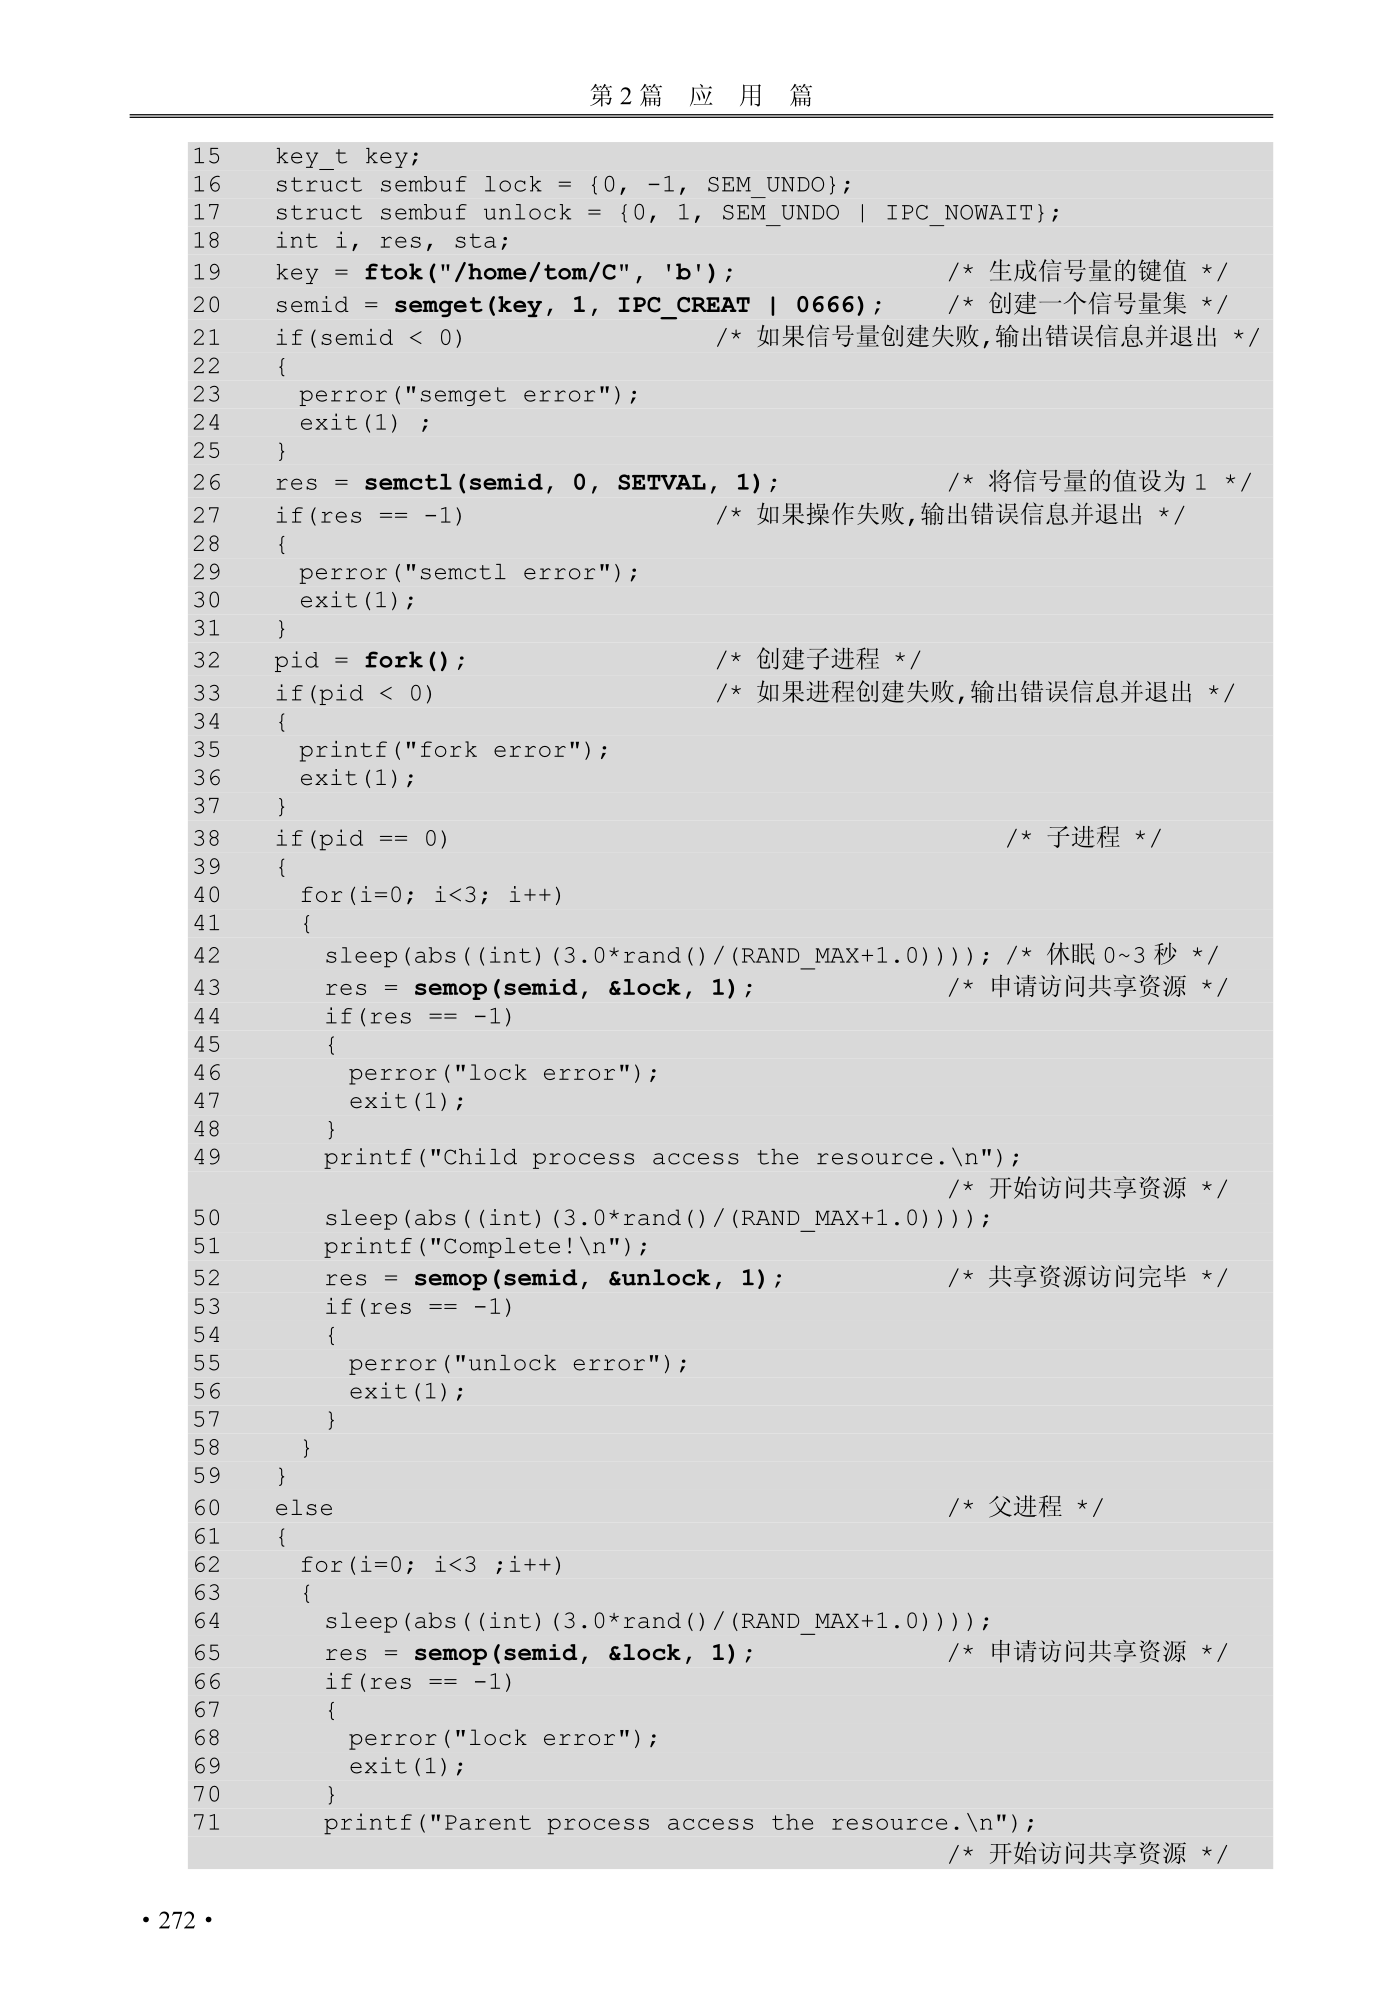 第 2 篇 应 用 篇
15 key_t key;
16 struct sembuf lock = {0, -1, SEM_UNDO};
17 struct sembuf unlock = {0, 1, SEM_UNDO | IPC_NOWAIT};
18 int i, res, sta;
19 key = ftok("/home/tom/C", 'b'); /* 生成信号量的键值 */
20 semid = semget(key, 1, IPC_CREAT | 0666); /* 创建一个信号量集 */
21 if(semid < 0) /* 如果信号量创建失败,输出错误信息并退出 */
22 {
23 perror("semget error");
24 exit(1) ;
25 }
26 res = semctl(semid, 0, SETVAL, 1); /* 将信号量的值设为 1 */
27 if(res == -1) /* 如果操作失败,输出错误信息并退出 */
28 {
29 perror("semctl error");
30 exit(1);
31 }
32 pid = fork(); /* 创建子进程 */
33 if(pid < 0) /* 如果进程创建失败,输出错误信息并退出 */
34 {
35 printf("fork error");
36 exit(1);
37 }
38 if(pid == 0) /* 子进程 */
39 {
40 for(i=0; i<3; i++)
41 {
42 sleep(abs((int)(3.0*rand()/(RAND_MAX+1.0)))); /* 休眠 0~3 秒 */
43 res = semop(semid, &lock, 1); /* 申请访问共享资源 */
44 if(res == -1)
45 {
46 perror("lock error");
47 exit(1);
48 }
49 printf("Child process access the resource.\n");
/* 开始访问共享资源 */
50 sleep(abs((int)(3.0*rand()/(RAND_MAX+1.0))));
51 printf("Complete!\n");
52 res = semop(semid, &unlock, 1); /* 共享资源访问完毕 */
53 if(res == -1)
54 {
55 perror("unlock error");
56 exit(1);
57 }
58 }
59 }
60 else /* 父进程 */
61 {
62 for(i=0; i<3 ;i++)
63 {
64 sleep(abs((int)(3.0*rand()/(RAND_MAX+1.0))));
65 res = semop(semid, &lock, 1); /* 申请访问共享资源 */
66 if(res == -1)
67 {
68 perror("lock error");
69 exit(1);
70 }
71 printf("Parent process access the resource.\n");
/* 开始访问共享资源 */
• 272 •